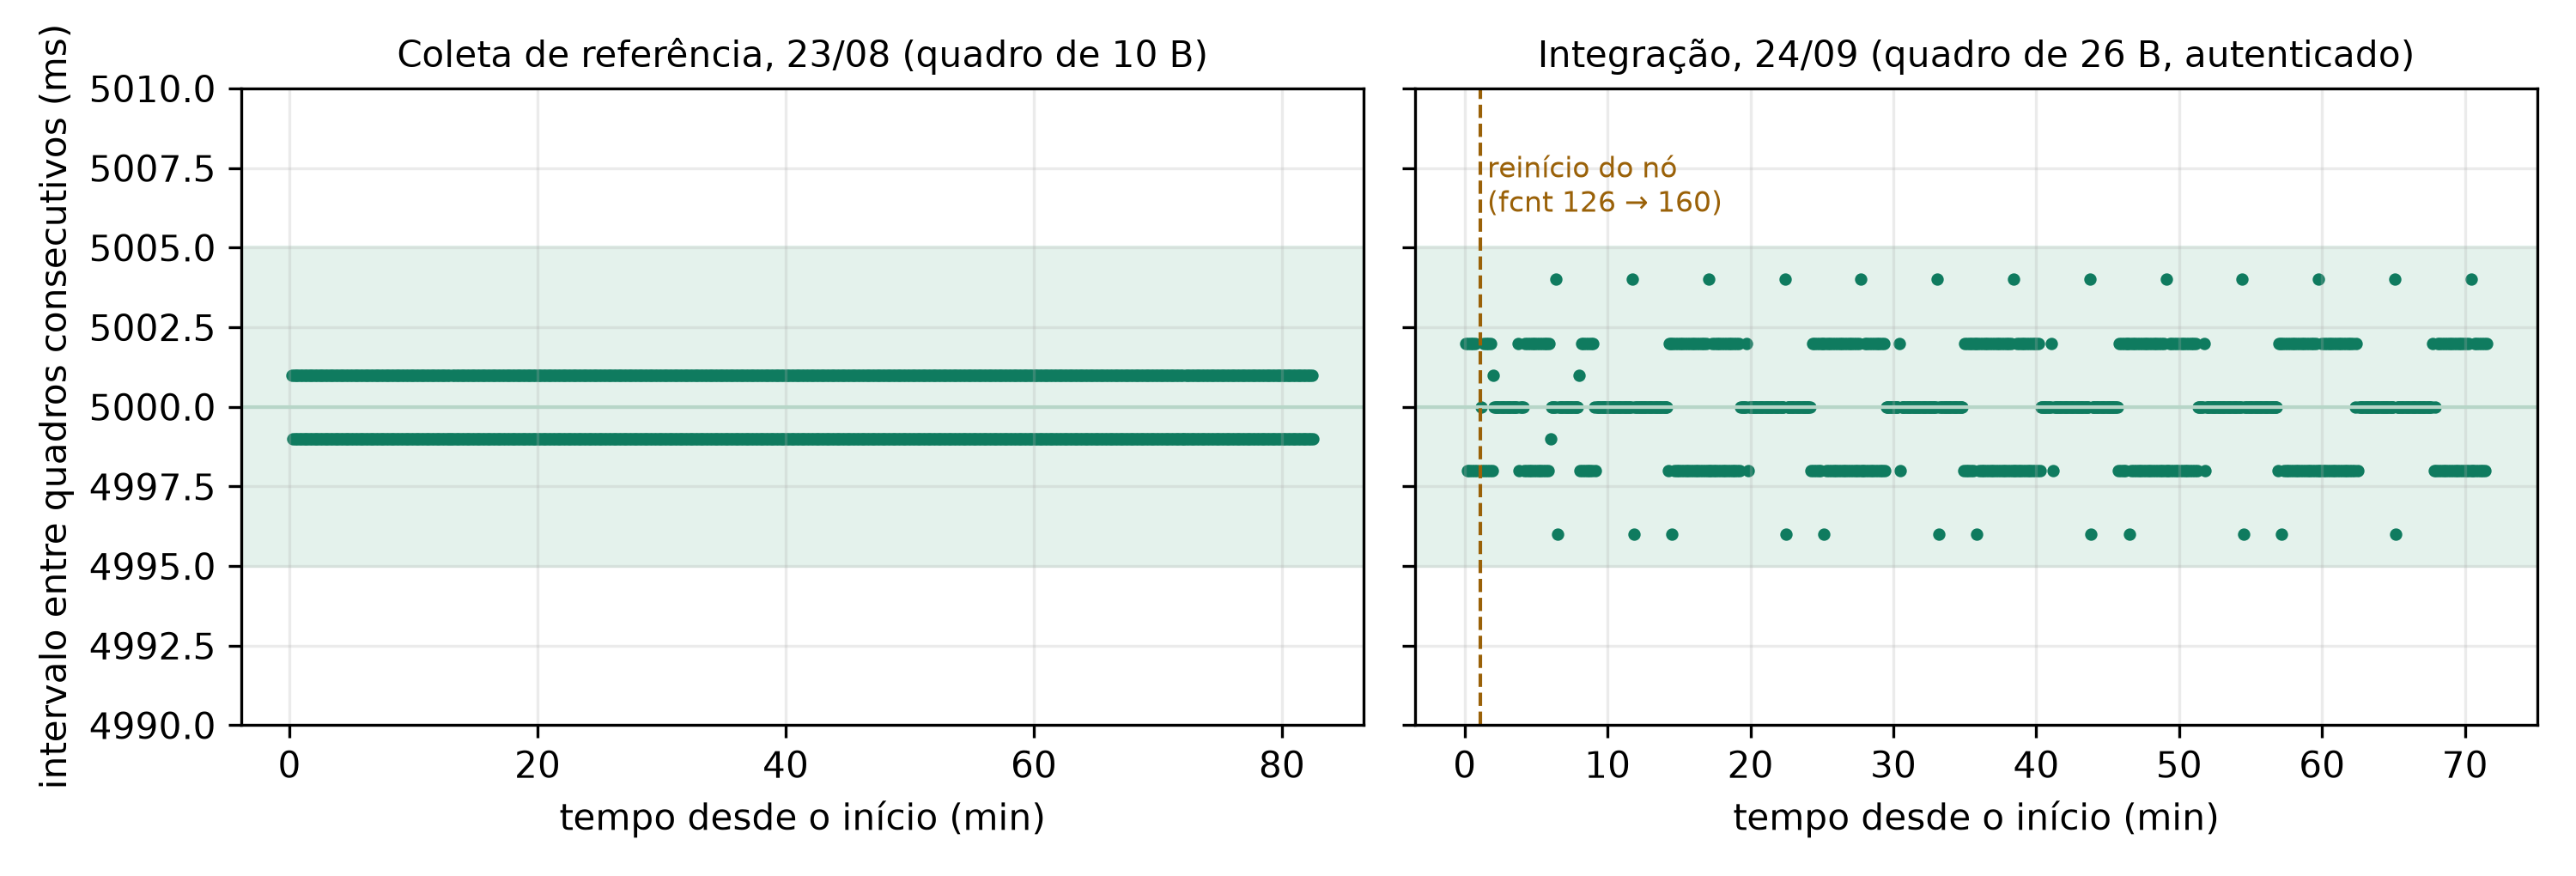 Coleta de referência, 23/08 (quadro de 10 B)
intervalo entre quadros consecutivos (ms)
5010.0
5007.5
5005.0
5002.5
5000.0
4997.5
4995.0
4992.5
4990.0
0 20 40 60 80
tempo desde o início (min)
Integração, 24/09 (quadro de 26 B, autenticado)
reinício do nó
(fcnt 126 → 160)
0 10 20 30 40 50 60 70
tempo desde o início (min)